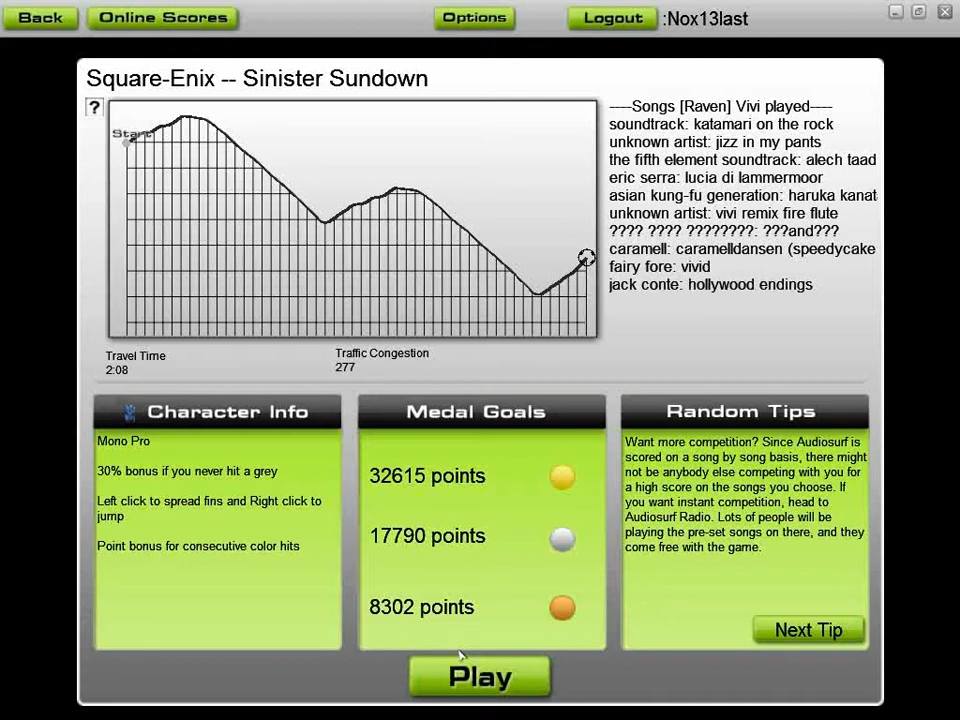 Back
Online Scores
Options
Logout
:Nox13last
Square-Enix -- Sinister Sundown
?
Start
----Songs [Raven] Vivi played----
soundtrack: katamari on the rock
unknown artist: jizz in my pants
the fifth element soundtrack: alech taad
eric serra: lucia di lammermoor
asian kung-fu generation: haruka kanat
unknown artist: vivi remix fire flute
???? ???? ????????: ???and???
caramell: caramelldansen (speedycake
fairy fore: vivid
jack conte: hollywood endings
Travel Time
2:08
Traffic Congestion
277
Character Info
Mono Pro
30% bonus if you never hit a grey
Left click to spread fins and Right click to
jump
Point bonus for consecutive color hits
Medal Goals
32615 points
17790 points
8302 points
Random Tips
Want more competition? Since Audiosurf is
scored on a song by song basis, there might
not be anybody else competing with you for
a high score on the songs you choose. If
you want instant competition, head to
Audiosurf Radio. Lots of people will be
playing the pre-set songs on there, and they
come free with the game.
Next Tip
Play